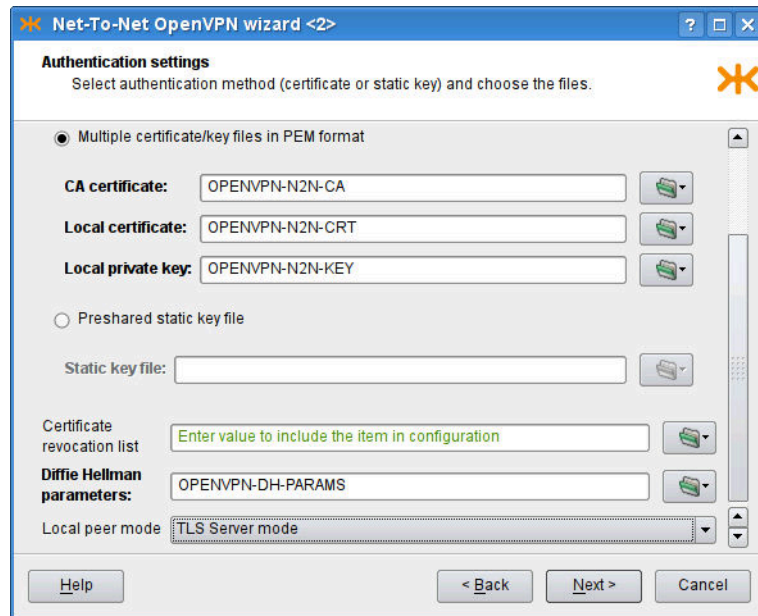 Net-To-Net OpenVPN wizard <2>
Authentication settings
Select authentication method (certificate or static key) and choose the files.
Multiple certificate/key files in PEM format
CA certificate: OPENVPN-N2N-CA
Local certificate: OPENVPN-N2N-CRT
Local private key: OPENVPN-N2N-KEY
Preshared static key file
Static key file:
Certificate
revocation list
Enter value to include the item in configuration
Diffie Hellman
parameters:
OPENVPN-DH-PARAMS
Local peer mode TLS Server mode
Help < Back Next > Cancel